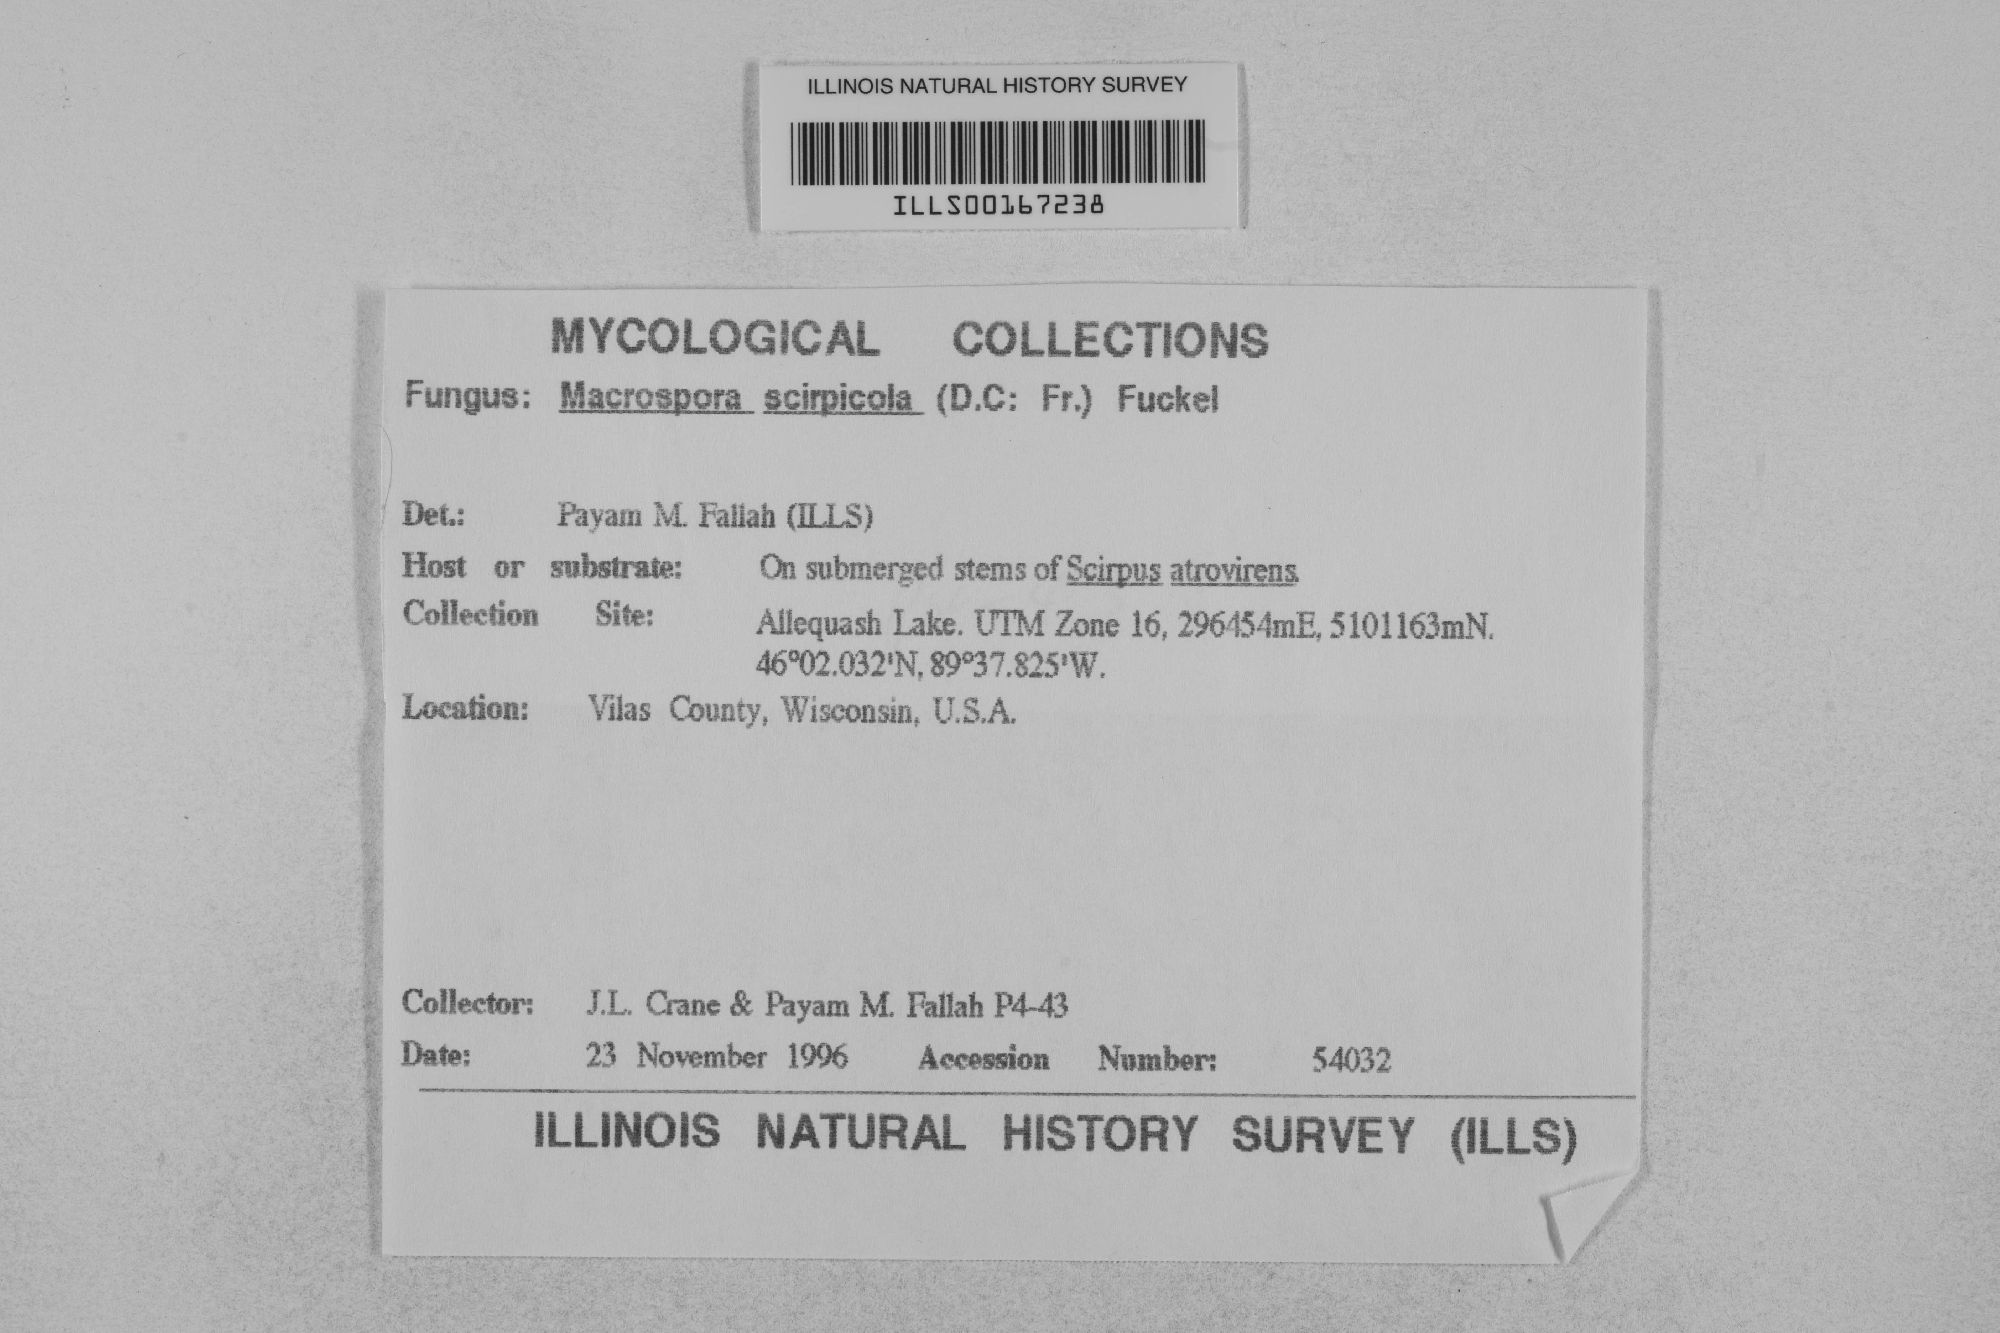 ILLINOIS NATURAL HISTORY SURVEY
ILLS00167238
MYCOLOGICAL COLLECTIONS
Fungus: Macrospora scirpicola (D.C: Fr.) Fuckel
Det.: Payam M. Fallah (ILLS)
Host or substrate: On submerged stems of Scirpus atrovirens.
Collection Site: Allequash Lake. UTM Zone 16, 296454mE, 5101163mN.
46°02.032'N, 89°37.825'W.
Location: Vilas County, Wisconsin, U.S.A.
Collector: J.L. Crane & Payam M. Fallah P4-43
Date: 23 November 1996 Accession Number: 54032
ILLINOIS NATURAL HISTORY SURVEY (ILLS)